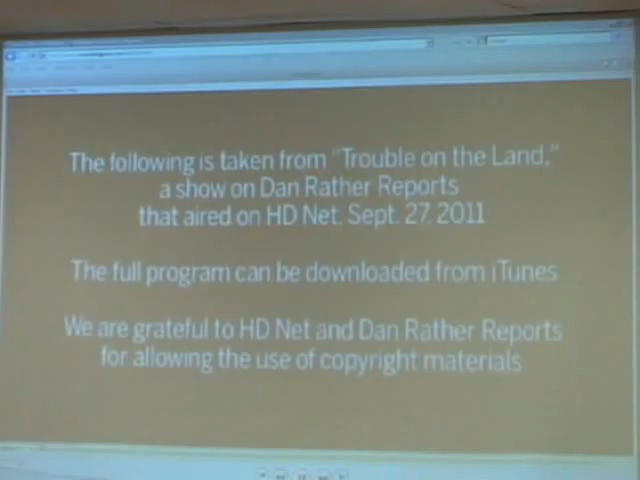 The following is taken from "Trouble on the Land,"
a show on Dan Rather Reports
that aired on HD Net. Sept. 27. 2011
The full program can be downloaded from iTunes
We are grateful to HD Net and Dan Rather Reports
for allowing the use of copyright materials